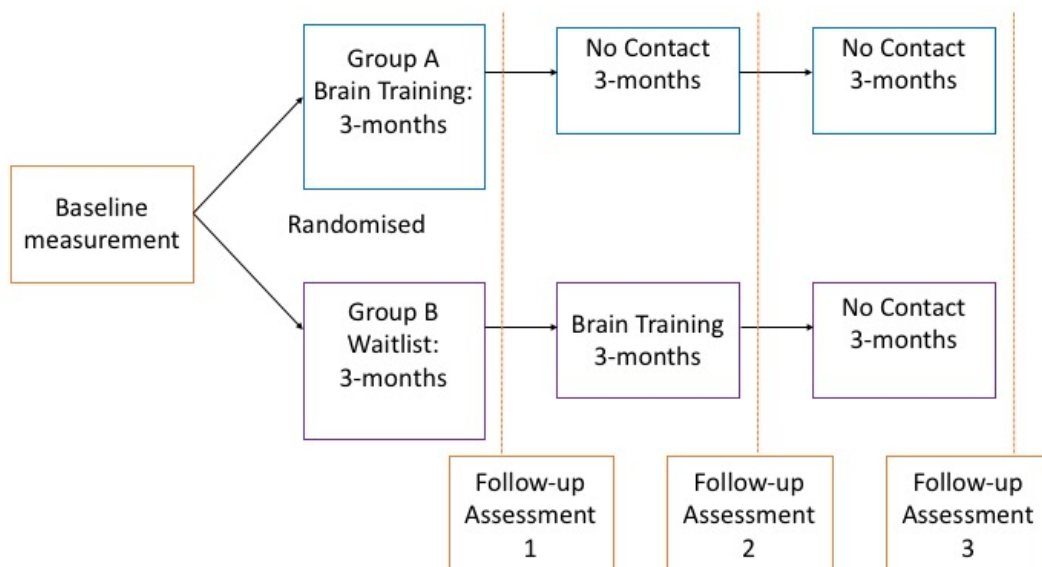 Baseline
measurement
Group A
Brain Training:
3-months
No Contact
3-months
No Contact
3-months
Randomised
Group B
Waitlist:
3-months
Brain Training
3-months
No Contact
3-months
Follow-up
Assessment
1
Follow-up
Assessment
2
Follow-up
Assessment
3